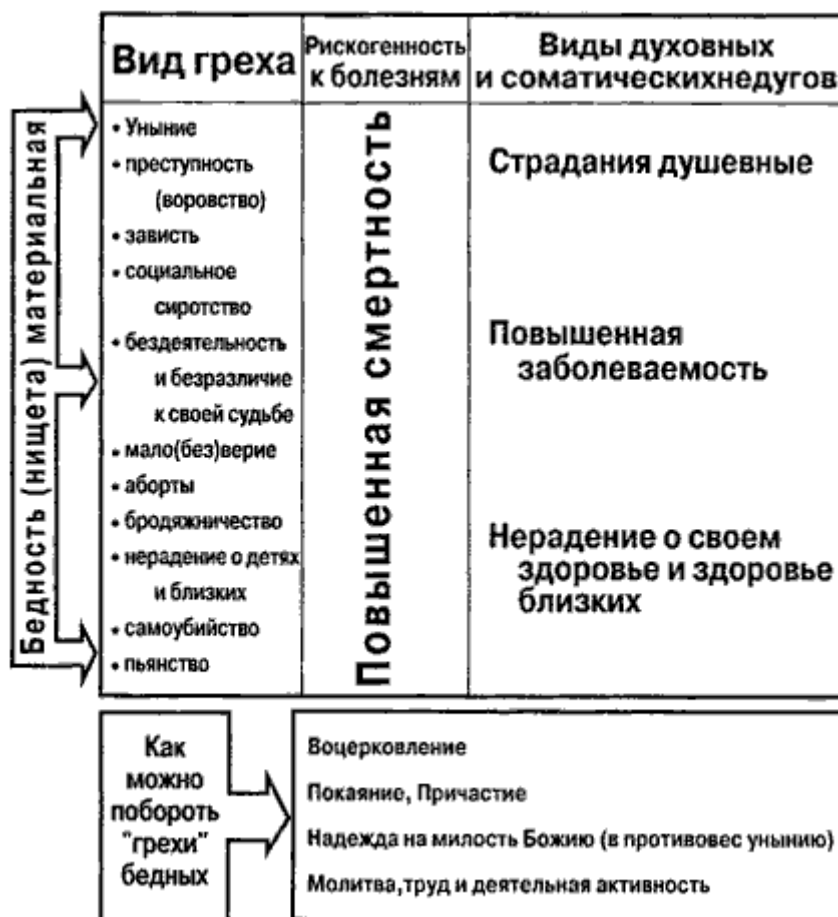 Бедность (нищета) материальная
Вид греха
Рискогенность
к болезням
Виды духовных
и соматическихнедугов
• Уныние
• преступность
(воровство)
• зависть
• социальное
сиротство
• бездеятельность
и безразличие
к своей судьбе
• мало(без)верие
• аборты
• бродяжничество
• нерадение о детях
и близких
• самоубийство
• пьянство
Повышенная смертность
Страдания душевные
Повышенная
заболеваемость
Нерадение о своем
здоровье и здоровье
близких
Как
можно
побороть
"грехи"
бедных
Воцерковление
Покаяние, Причастие
Надежда на милость Божию (в противовес унынию)
Молитва,труд и деятельная активность